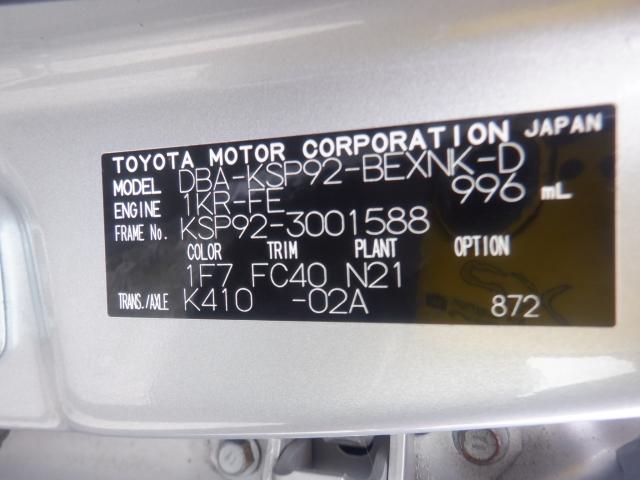 TOYOTA MOTOR CORPORATION JAPAN
MODEL DBA-KSP92-BEXNK-D
ENGINE 1KR-FE 996 mL
FRAME No. KSP92-3001588
COLOR TRIM PLANT OPTION
1F7 FC40 N21
TRANS./AXLE K410 -02A 872